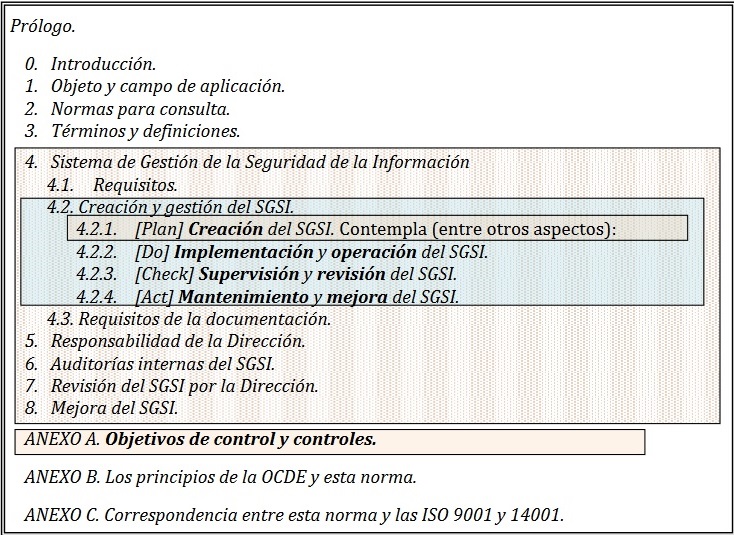 Prólogo.
0. Introducción.
1. Objeto y campo de aplicación.
2. Normas para consulta.
3. Términos y definiciones.
4. Sistema de Gestión de la Seguridad de la Información
4.1. Requisitos.
4.2. Creación y gestión del SGSI.
4.2.1. [Plan] Creación del SGSI. Contempla (entre otros aspectos):
4.2.2. [Do] Implementación y operación del SGSI.
4.2.3. [Check] Supervisión y revisión del SGSI.
4.2.4. [Act] Mantenimiento y mejora del SGSI.
4.3. Requisitos de la documentación.
5. Responsabilidad de la Dirección.
6. Auditorías internas del SGSI.
7. Revisión del SGSI por la Dirección.
8. Mejora del SGSI.
ANEXO A. Objetivos de control y controles.
ANEXO B. Los principios de la OCDE y esta norma.
ANEXO C. Correspondencia entre esta norma y las ISO 9001 y 14001.